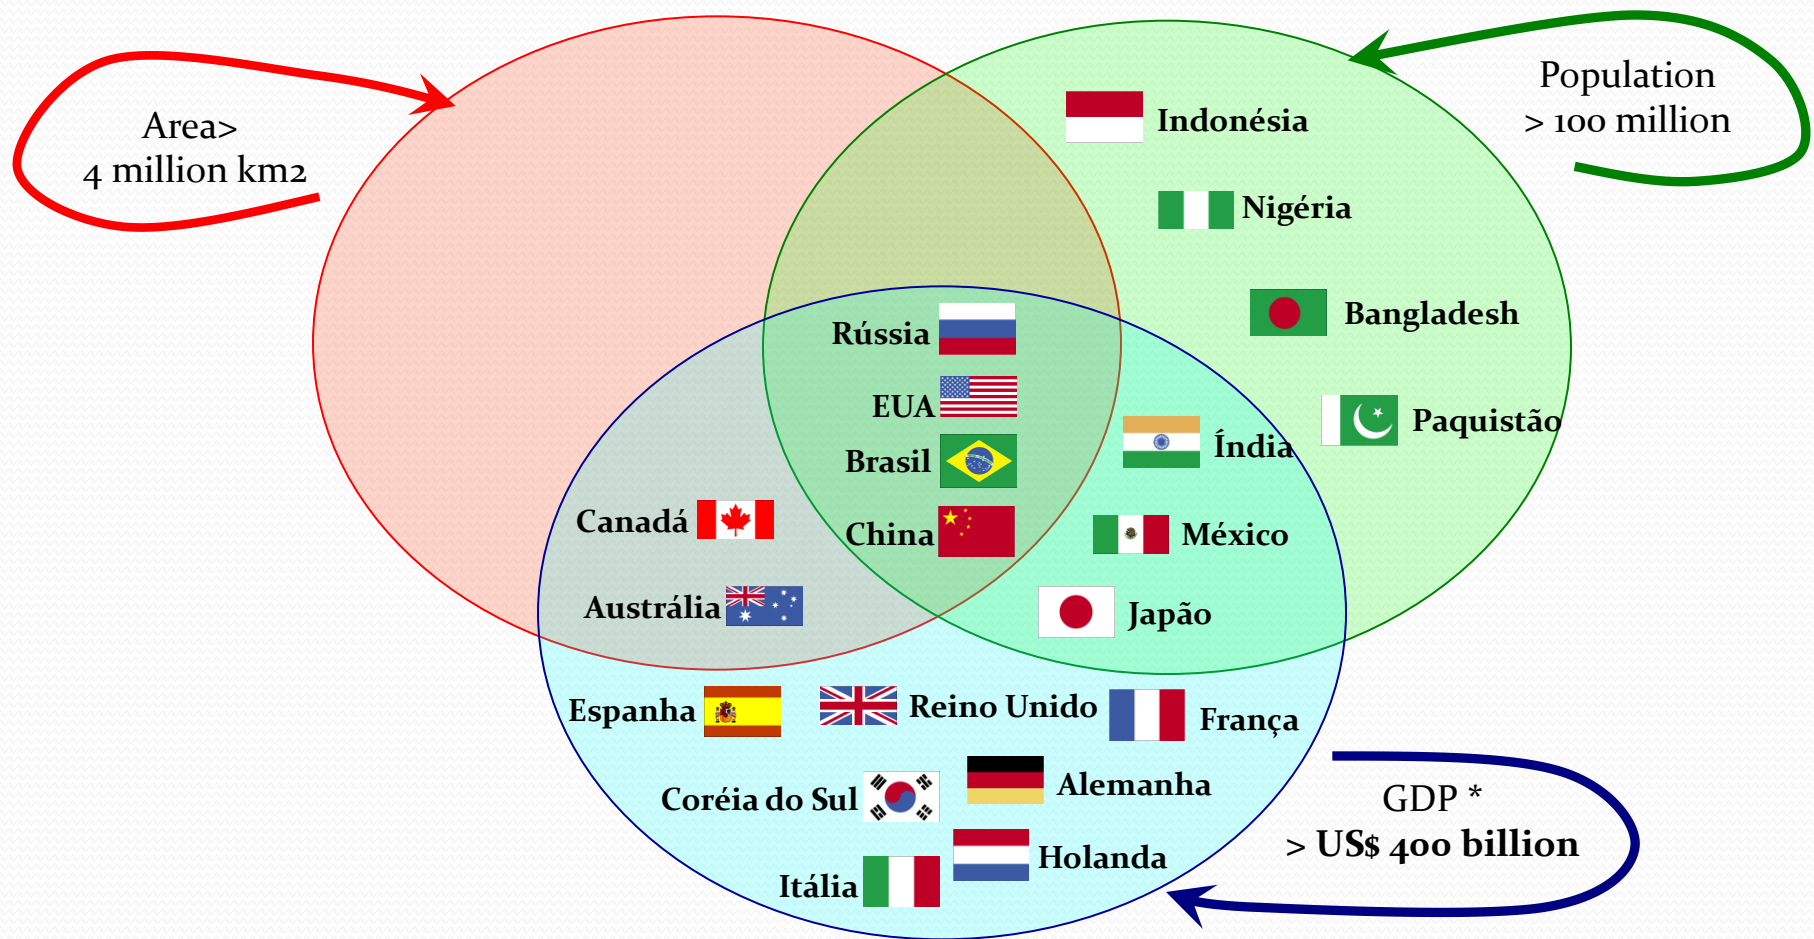 Area>
4 million km2
Population
> 100 million
Indonésia
Nigéria
Bangladesh
Paquistão
Rússia
EUA
Brasil
China
Índia
México
Japão
Canadá
Austrália
Espanha
Reino Unido
França
Coréia do Sul
Alemanha
Itália
Holanda
GDP *
> US$ 400 billion